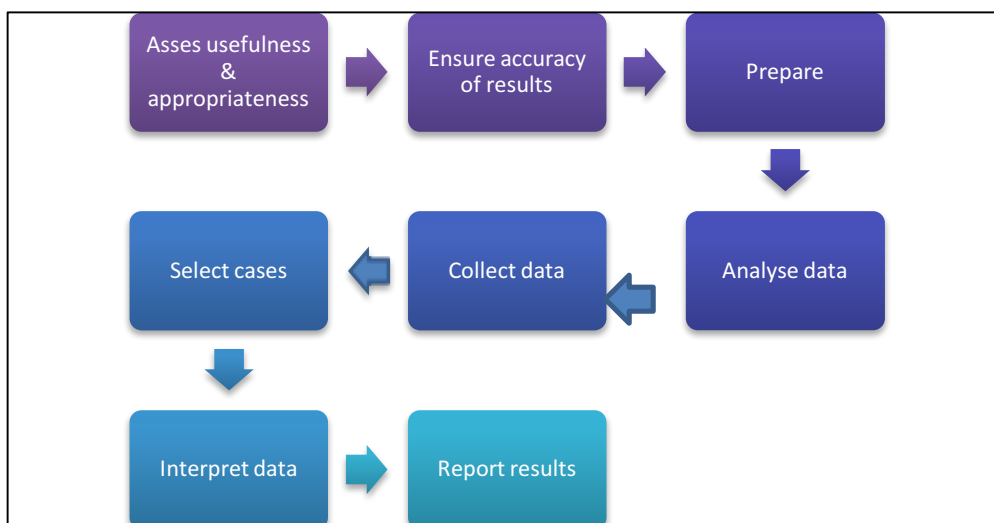 Asses usefulness
&
appropriateness
Ensure accuracy
of results
Prepare
Analyse data
Collect data
Select cases
Interpret data
Report results